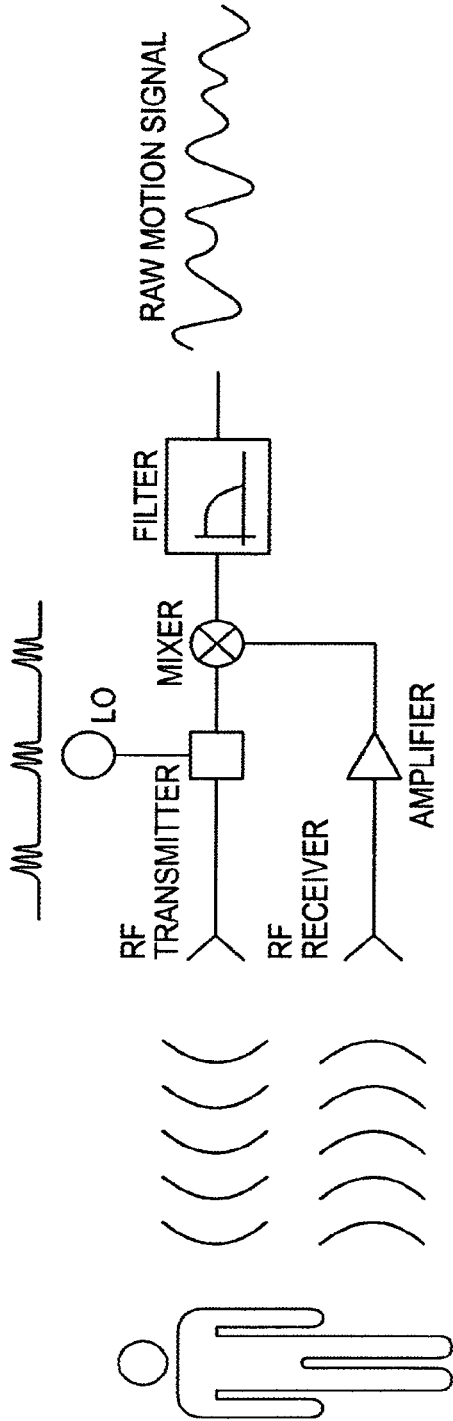 LO
RF
TRANSMITTER
MIXER
FILTER
RAW MOTION SIGNAL
RF
RECEIVER
AMPLIFIER